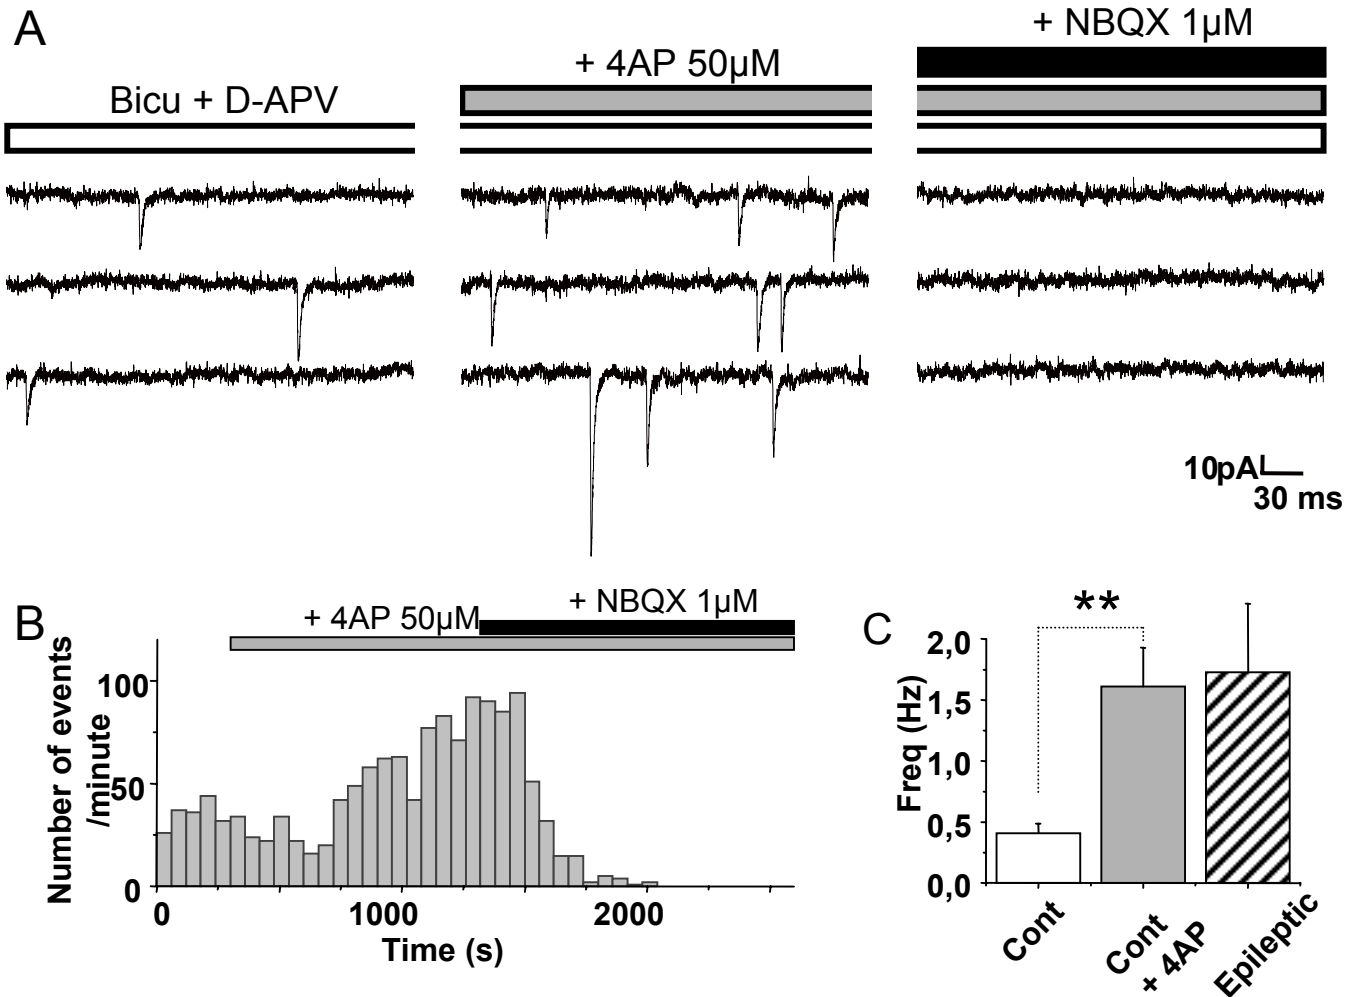 A
+ NBQX 1µM
+ 4AP 50µM
Bicu + D-APV
10pA
30 ms
B
+ NBQX 1µM
+ 4AP 50µM
Number of events
/minute
100
50
0
0
1000
2000
Time (s)
C
**
Freq (Hz)
2,0
1,5
1,0
0,5
0,0
Cont
Cont
+ 4AP
Epileptic